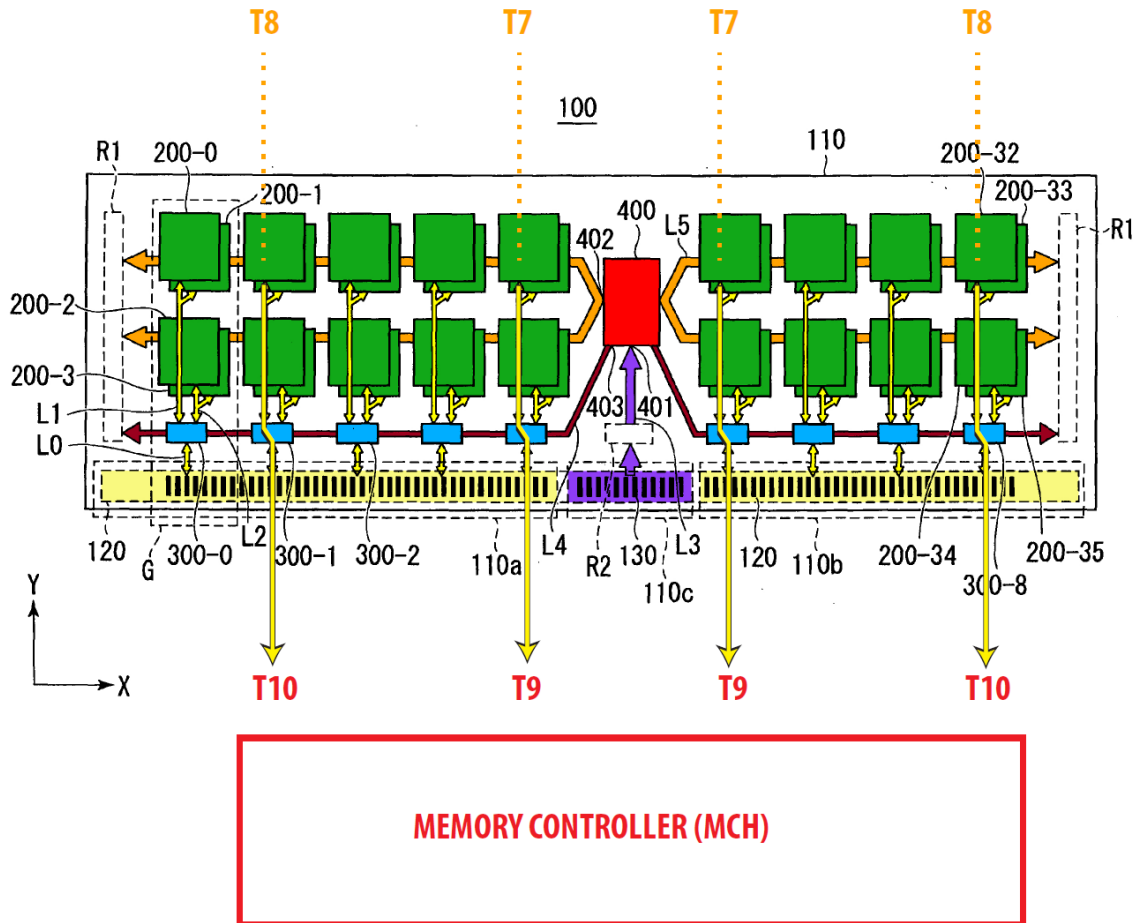 T8 T7 T7 T8
100
R1 200-0 110
200-1 200-32
400 200-33
402 L5 R1
200-2
200-3
L1 403 401
L0
120 G L2 L4 L3 120
300-0 300-1 300-2 110a R2 130 110b 200-34 200-35
110c 300-8
Y
X
T10 T9 T9 T10
MEMORY CONTROLLER (MCH)